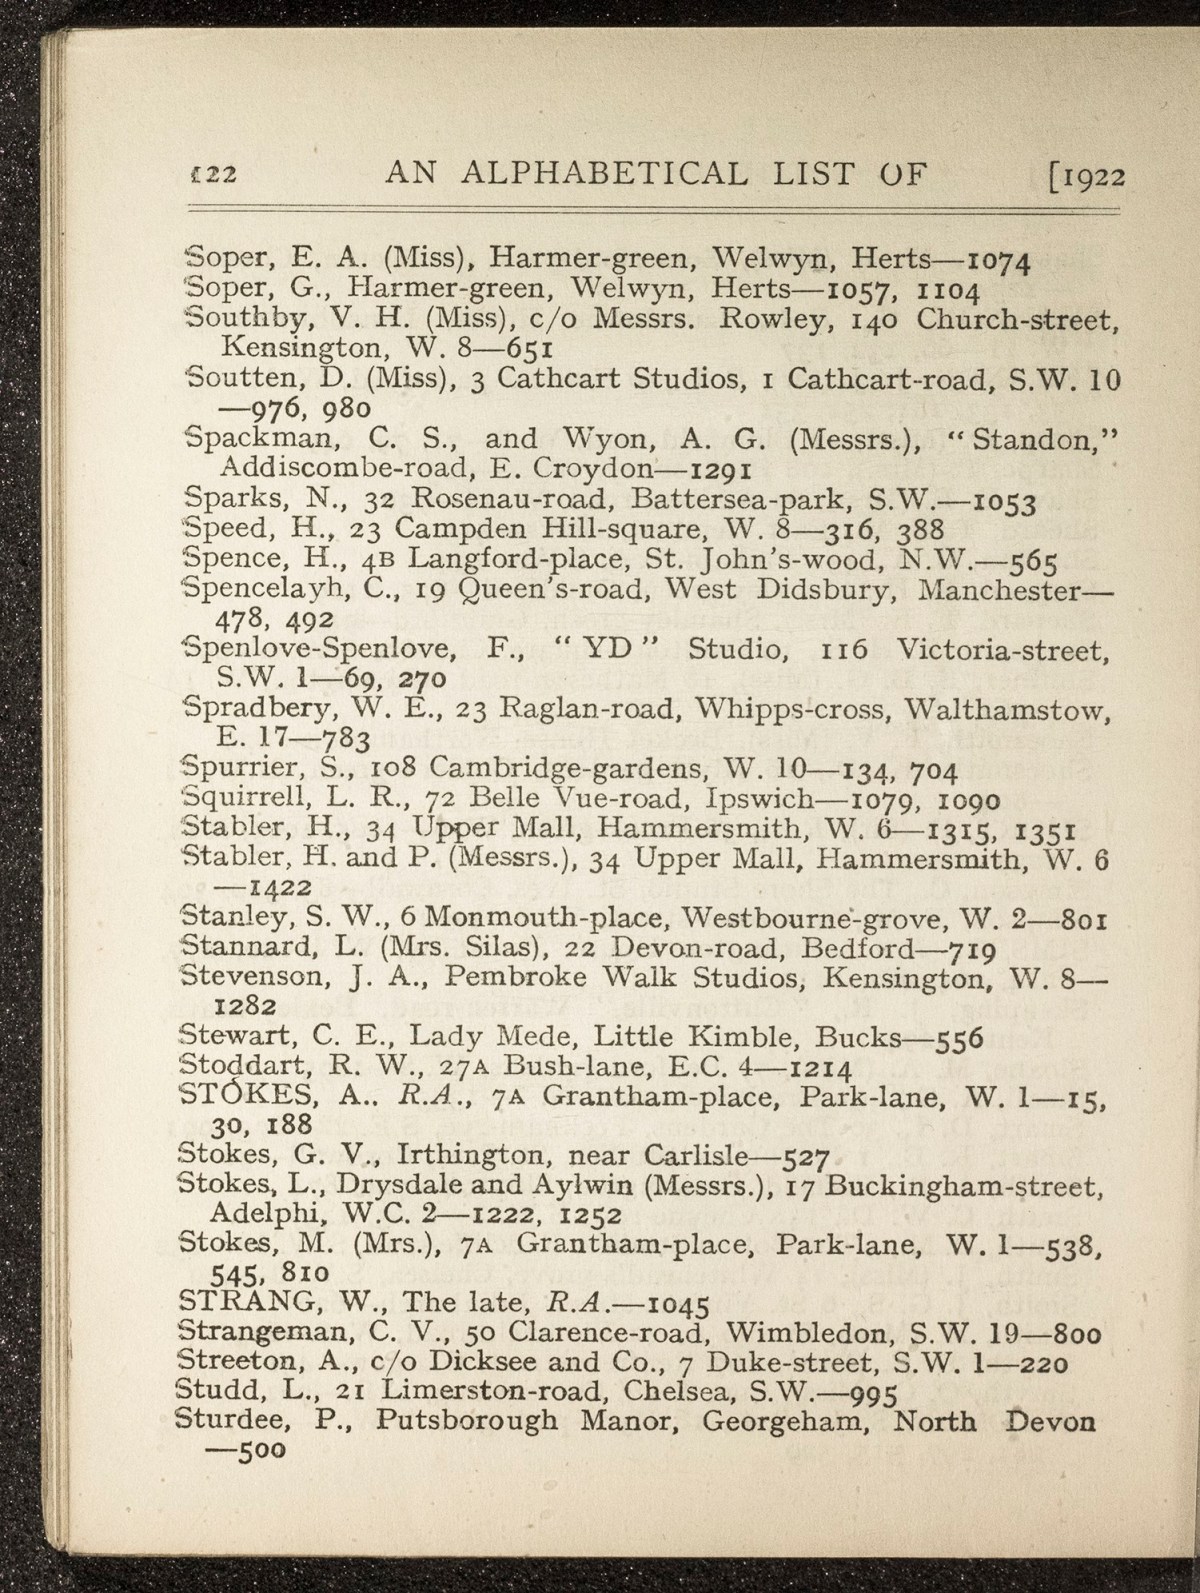 122 AN ALPHABETICAL LIST OF [1922
Soper, E. A. (Miss), Harmer-green, Welwyn, Herts—1074
Soper, G., Harmer-green, Welwyn, Herts—1057, 1104
Southby, V. H. (Miss), c/o Messrs. Rowley, 140 Church-street,
Kensington, W. 8—651
Soutten, D. (Miss), 3 Cathcart Studios, 1 Cathcart-road, S.W. 10
—976, 980
Spackman, C. S., and Wyon, A. G. (Messrs.), “Standon,”
Addiscombe-road, E. Croydon—1291
Sparks, N., 32 Rosenau-road, Battersea-park, S.W.—1053
Speed, H., 23 Campden Hill-square, W. 8—316, 388
Spence, H., 4B Langford-place, St. John’s-wood, N.W.—565
Spencelayh, C., 19 Queen’s-road, West Didsbury, Manchester—
478, 492
Spenlove-Spenlove, F., “YD” Studio, 116 Victoria-street,
S.W. 1—69, 270
Spradbery, W. E., 23 Raglan-road, Whipps-cross, Walthamstow,
E. 17—783
Spurrier, S., 108 Cambridge-gardens, W. 10—134, 704
Squirrell, L. R., 72 Belle Vue-road, Ipswich—1079, 1090
Stabler, H., 34 Upper Mall, Hammersmith, W. 6—1315, 1351
Stabler, H. and P. (Messrs.), 34 Upper Mall, Hammersmith, W. 6
—1422
Stanley, S. W., 6 Monmouth-place, Westbourne-grove, W. 2—801
Stannard, L. (Mrs. Silas), 22 Devon-road, Bedford—719
Stevenson, J. A., Pembroke Walk Studios, Kensington, W. 8—
1282
Stewart, C. E., Lady Mede, Little Kimble, Bucks—556
Stoddart, R. W., 27A Bush-lane, E.C. 4—1214
STOKES, A., R.A., 7A Grantham-place, Park-lane, W. 1—15,
30, 188
Stokes, G. V., Irthington, near Carlisle—527
Stokes, L., Drysdale and Aylwin (Messrs.), 17 Buckingham-street,
Adelphi, W.C. 2—1222, 1252
Stokes, M. (Mrs.), 7A Grantham-place, Park-lane, W. 1—538,
545, 810
STRANG, W., The late, R.A.—1045
Strangeman, C. V., 50 Clarence-road, Wimbledon, S.W. 19—800
Streeton, A., c/o Dicksee and Co., 7 Duke-street, S.W. 1—220
Studd, L., 21 Limerston-road, Chelsea, S.W.—995
Sturdee, P., Putsborough Manor, Georgeham, North Devon
—500